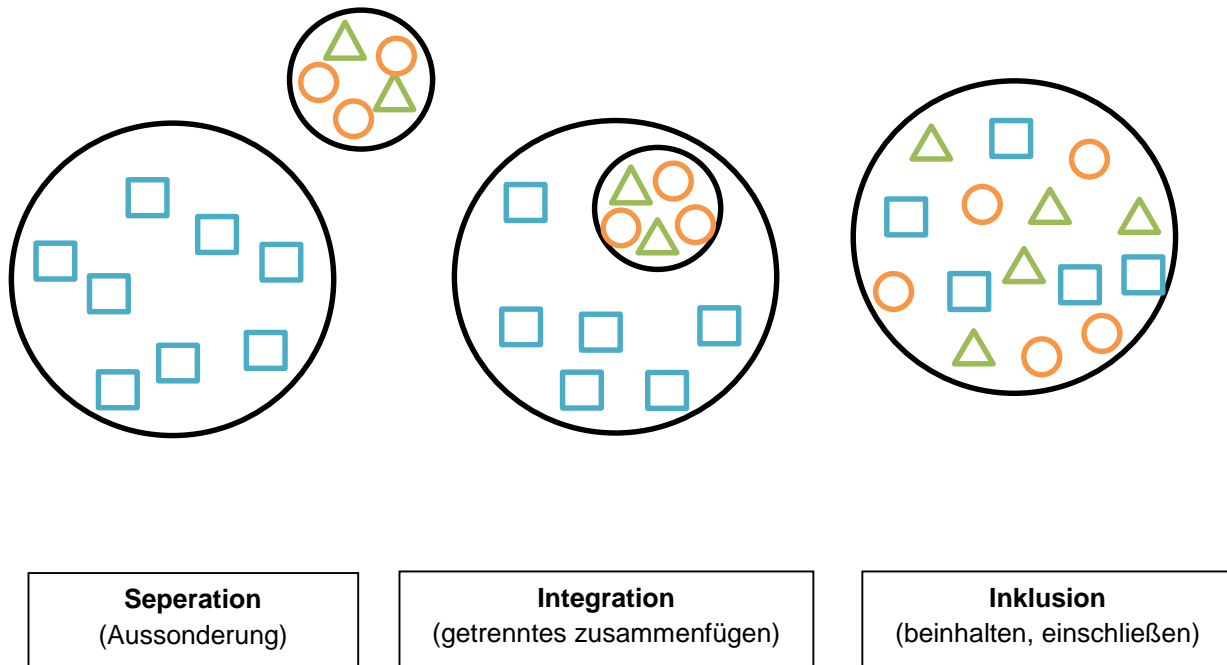 Seperation
(Aussonderung)
Integration
(getrenntes zusammenfügen)
Inklusion
(beinhalten, einschließen)